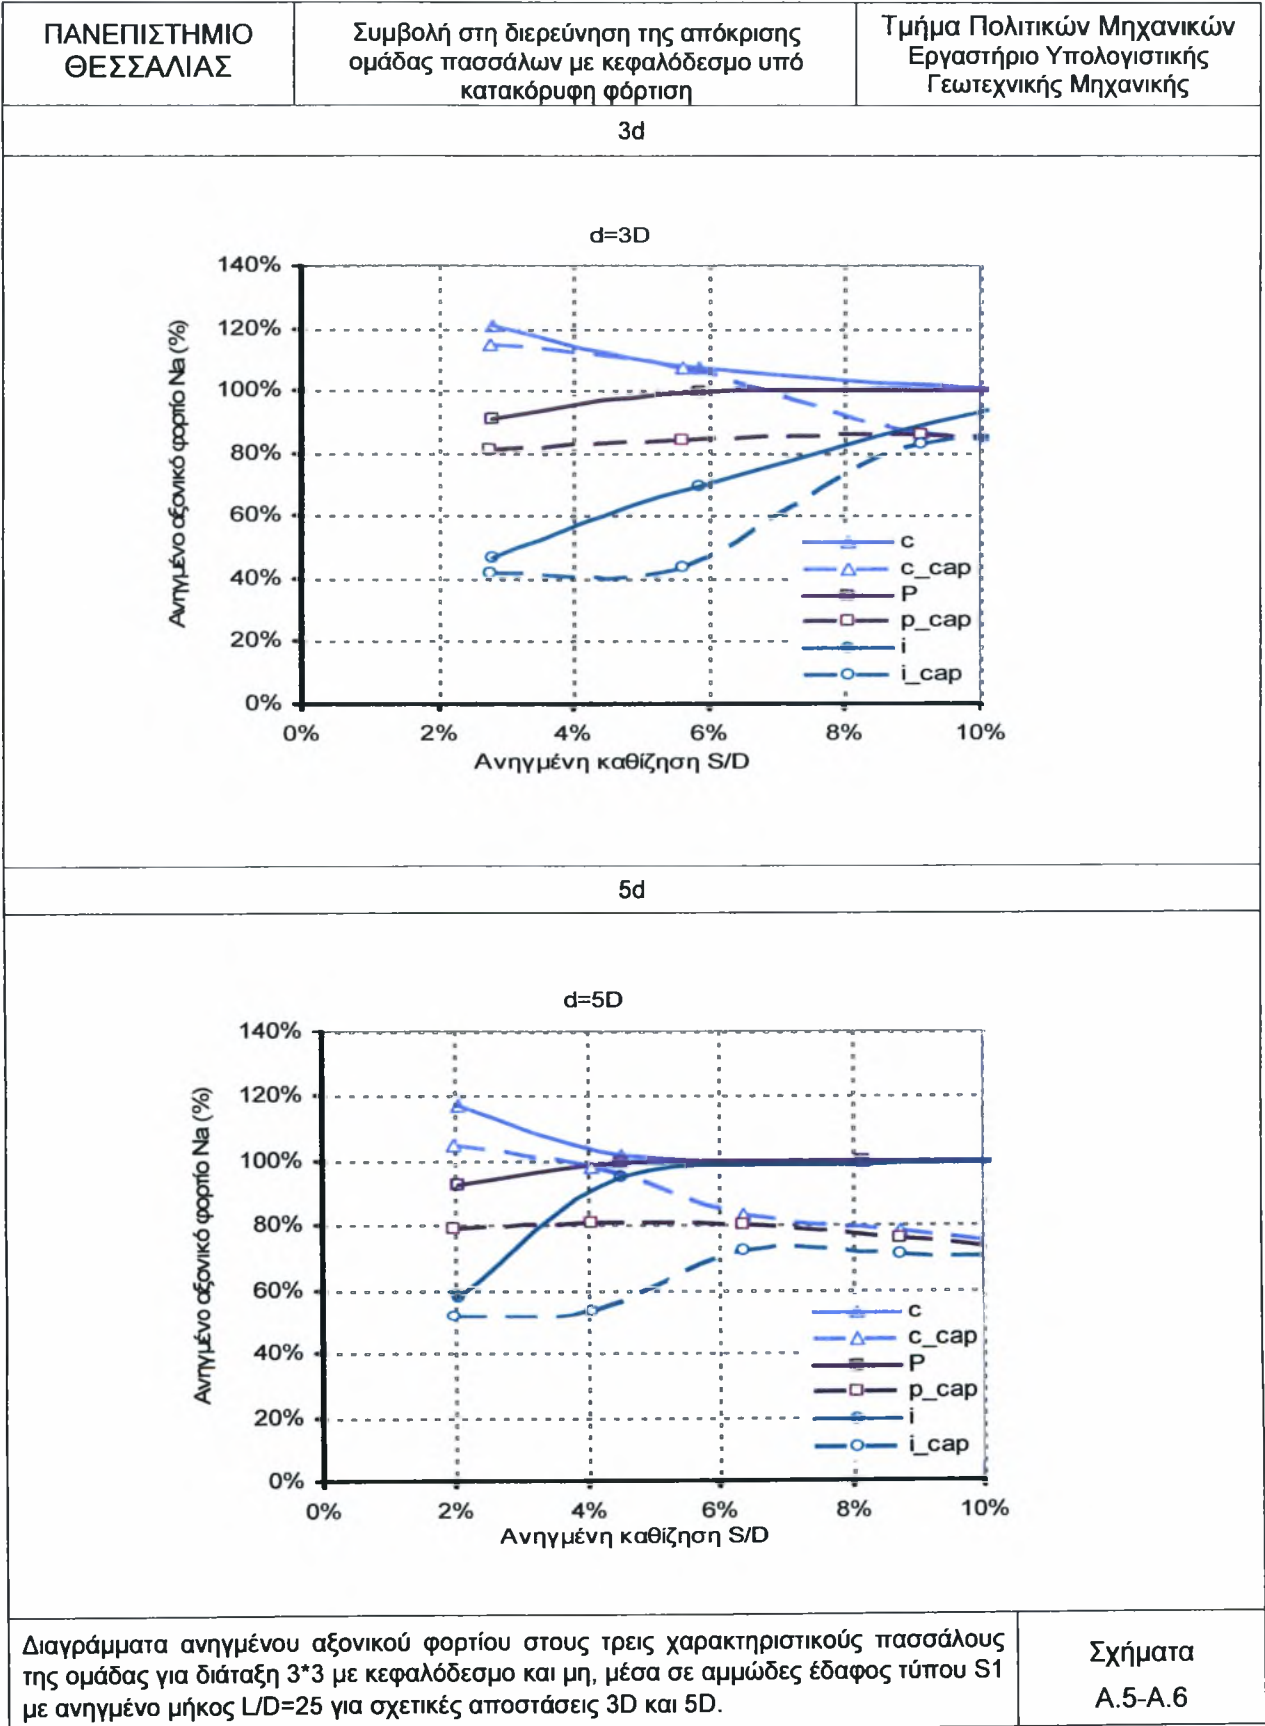 ΠΑΝΕΠΙΣΤΗΜΙΟ
ΘΕΣΣΑΛΙΑΣ
Συμβολή στη διερεύνηση της απόκρισης
ομάδας πασσάλων με κεφαλόδεσμο υπό
κατακόρυφη φόρτιση
Τμήμα Πολιτικών Μηχανικών
Εργαστήριο Υπολογιστικής
Γεωτεχνικής Μηχανικής
3d
d=3D
140%
120%
100%
80%
60%
40%
20%
0%
Ανηγμένο αξονικό φορτίο Na (%)
c
c_cap
P
p_cap
i
i_cap
0% 2% 4% 6% 8% 10%
Ανηγμένη καθίζηση S/D
5d
d=5D
140%
120%
100%
80%
60%
40%
20%
0%
Ανηγμένο αξονικό φορτίο Na (%)
c
c_cap
P
p_cap
i
i_cap
0% 2% 4% 6% 8% 10%
Ανηγμένη καθίζηση S/D
Διαγράμματα ανηγμένου αξονικού φορτίου στους τρεις χαρακτηριστικούς πασσάλους
της ομάδας για διάταξη 3*3 με κεφαλόδεσμο και μη, μέσα σε αμμώδες έδαφος τύπου S1
με ανηγμένο μήκος L/D=25 για σχετικές αποστάσεις 3D και 5D.
Σχήματα
Α.5-Α.6